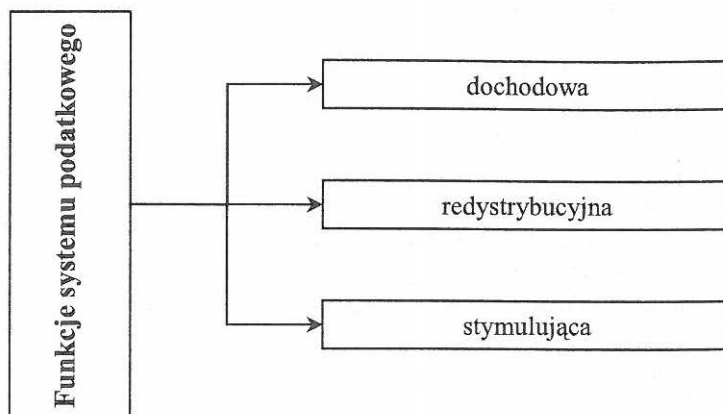 Funkcje systemu podatkowego
dochodowa
redystrybucyjna
stymulująca